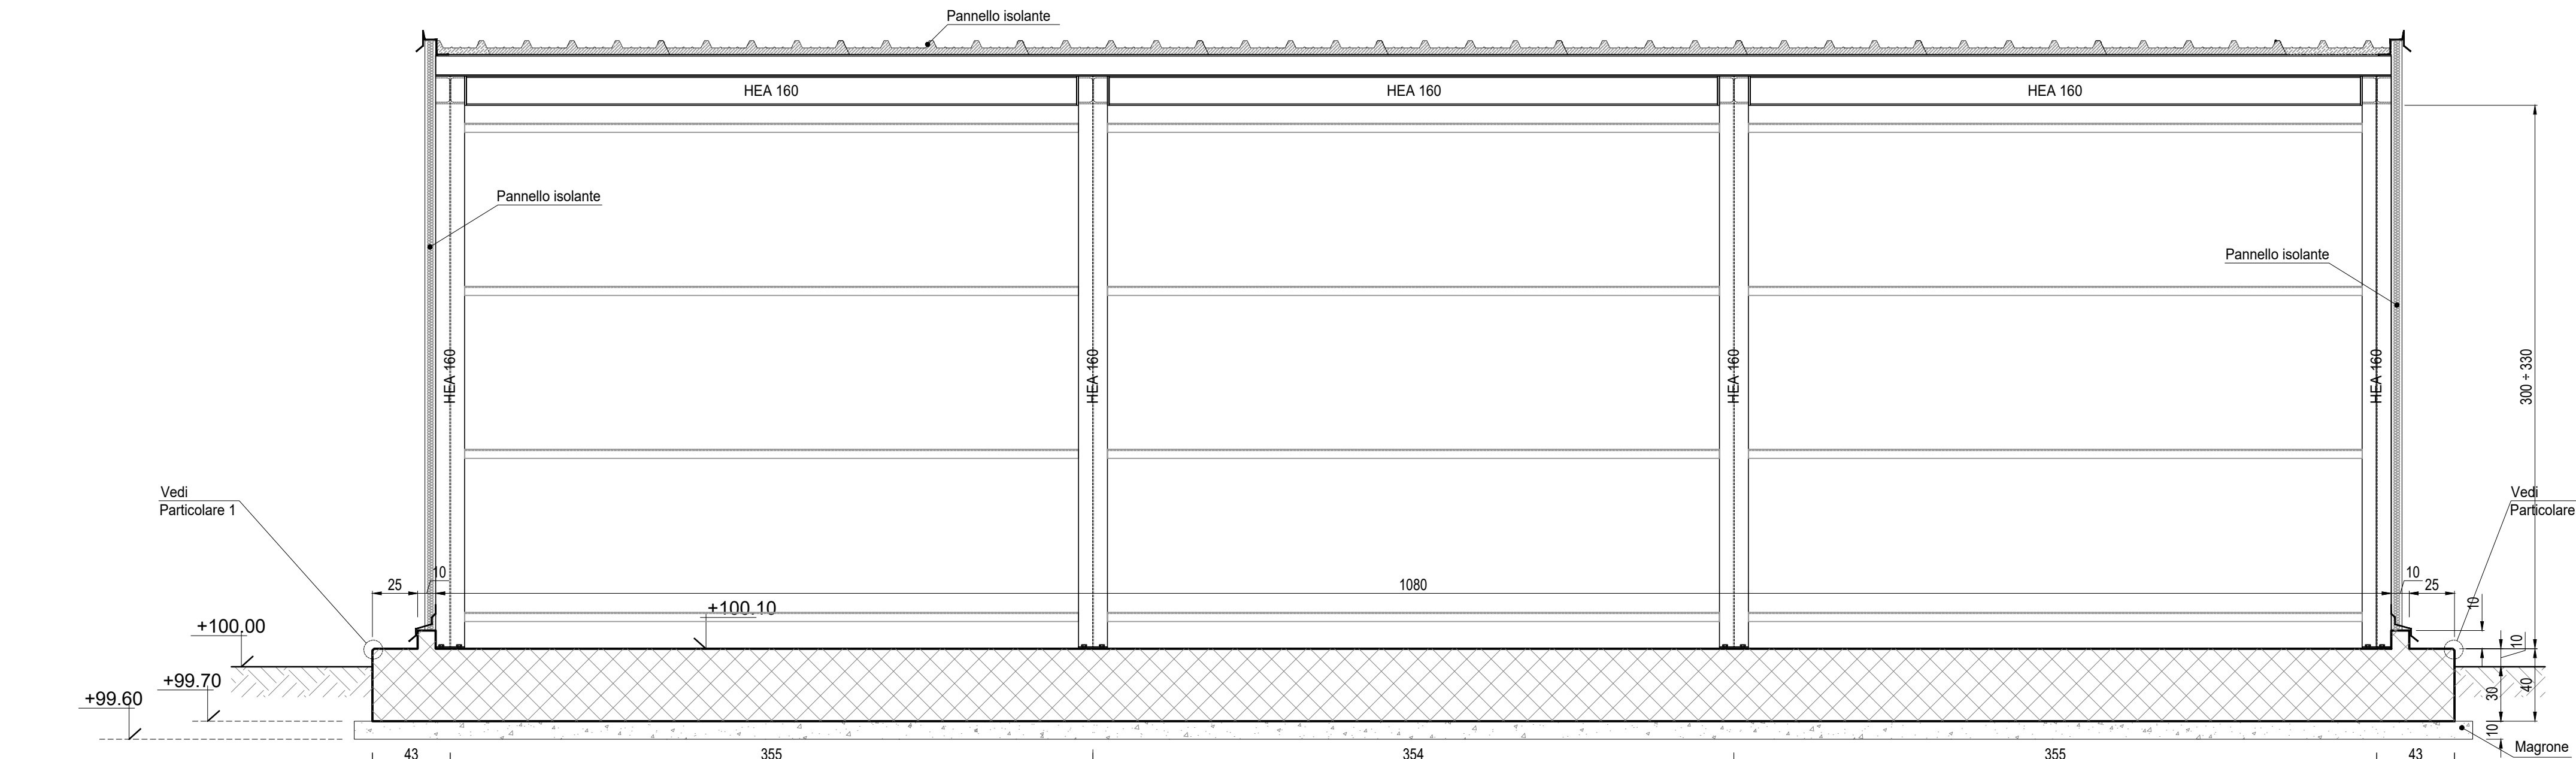 Pannello isolante
HEA 160
HEA 160
HEA 160
Pannello isolante
Pannello isolante
HEA 160
HEA 160
HEA 160
HEA 160
300 ÷ 330
Vedi
Particolare 1
Vedi
Particolare
25
10
1080
10
25
10
+100.10
+100.00
10
+99.70
+99.60
30
40
10
Magrone
43
355
354
355
43